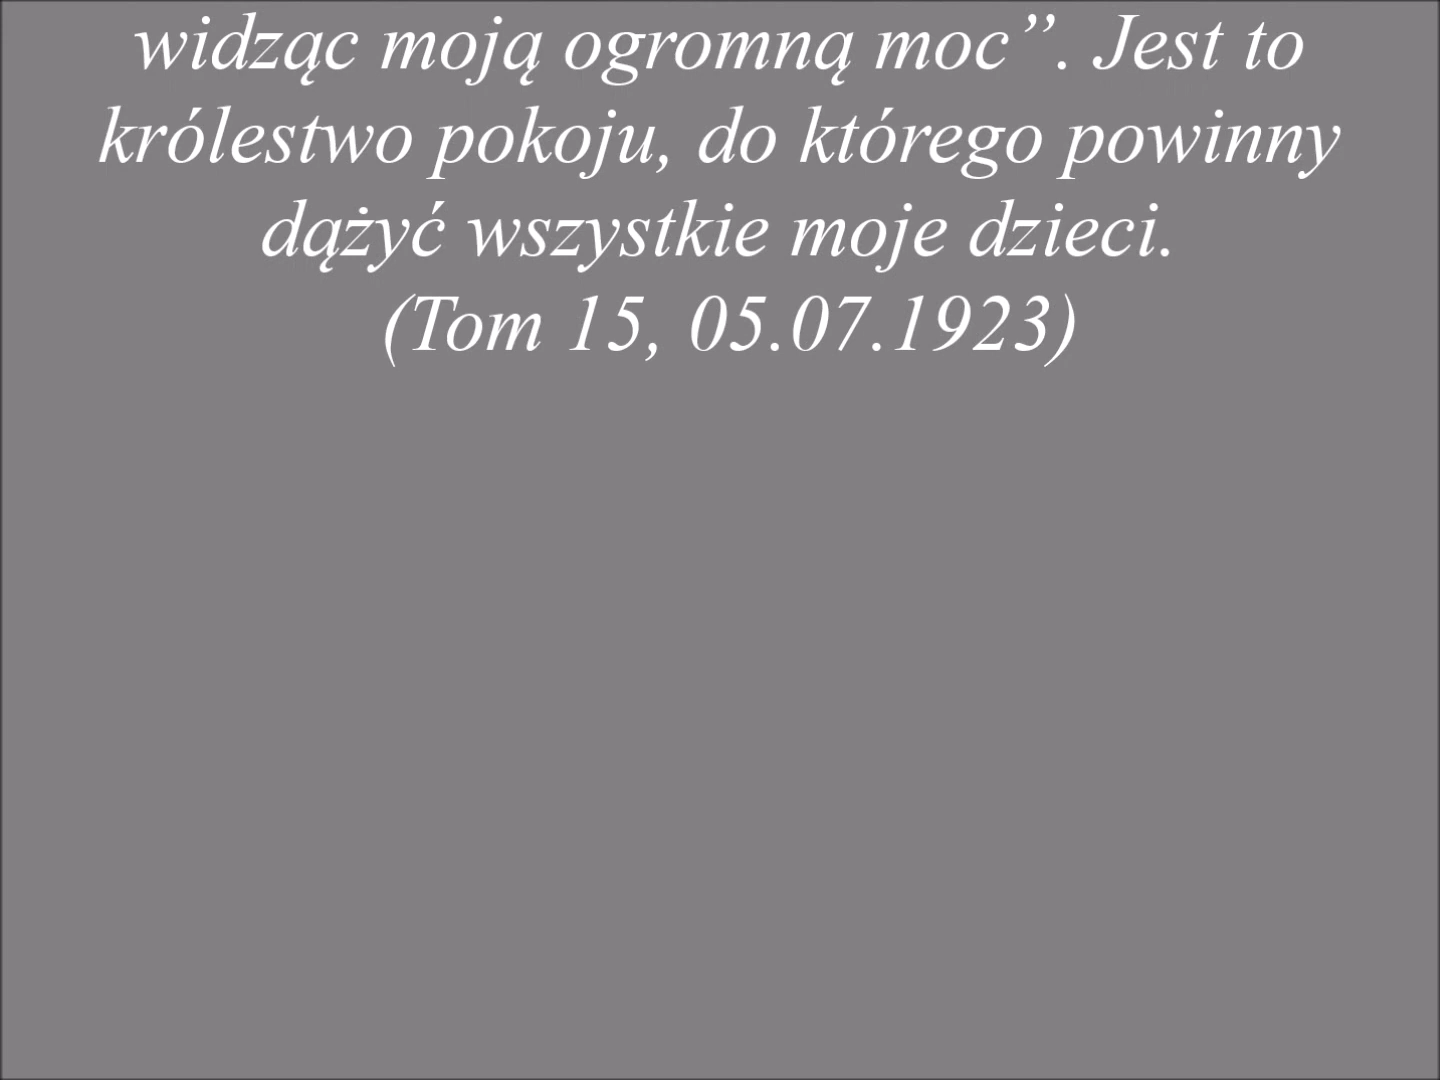 widząc moją ogromną moc”. Jest to
królestwo pokoju, do którego powinny
dążyć wszystkie moje dzieci.
(Tom 15, 05.07.1923)